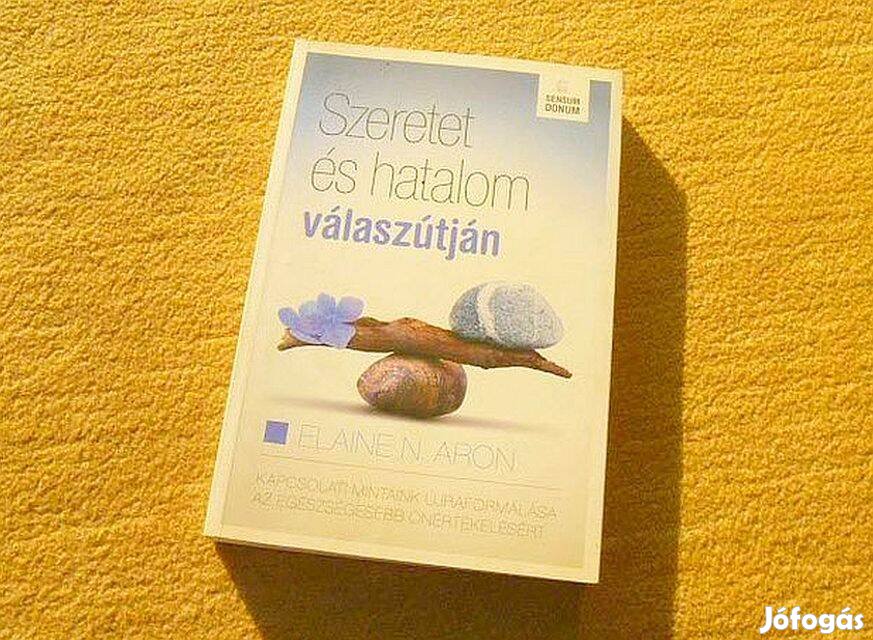 SENSUM
DONUM
Szeretet
és hatalom
válaszútján
ELAINE N. ARON
KAPCSOLATI MINTÁINK ÚJRAFORMÁLÁSA
AZ EGÉSZSÉGESEBB ÖNÉRTÉKELÉSÉRT
Jófogás